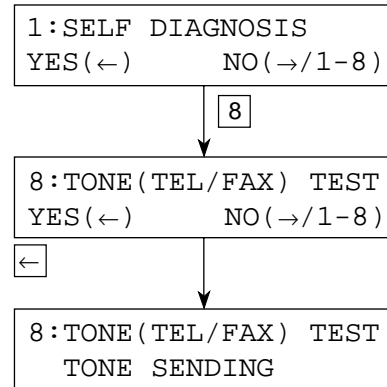 1:SELF DIAGNOSIS
YES(←) NO(→/1-8)
8
8:TONE(TEL/FAX) TEST
YES(←) NO(→/1-8)
←
8:TONE(TEL/FAX) TEST
TONE SENDING